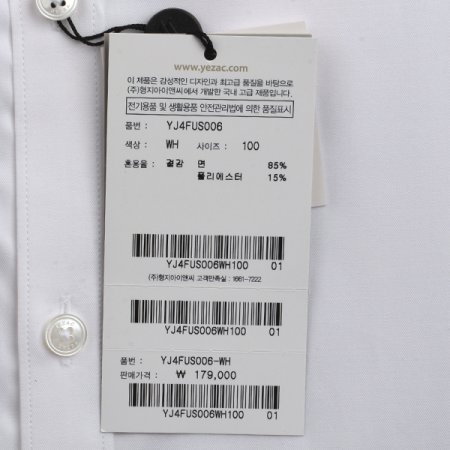 www.yezac.com
이 제품은 감성적인 디자인과 최고급 품질을 바탕으로
(주)형지아이앤씨에서 개발한 국내 고급 제품입니다.
전기용품 및 생활용품 안전관리법에 의한 품질표시
품번 : YJ4FUS006
색상 : WH 사이즈 : 100
혼용율 : 겉감 면 85%
폴리에스터 15%
YJ4FUS006WH100 01
(주)형지아이앤씨 고객만족실 : 1661-7222
YJ4FUS006WH100 01
품번 : YJ4FUS006-WH
판매가격 : ₩ 179,000
YJ4FUS006WH100 01